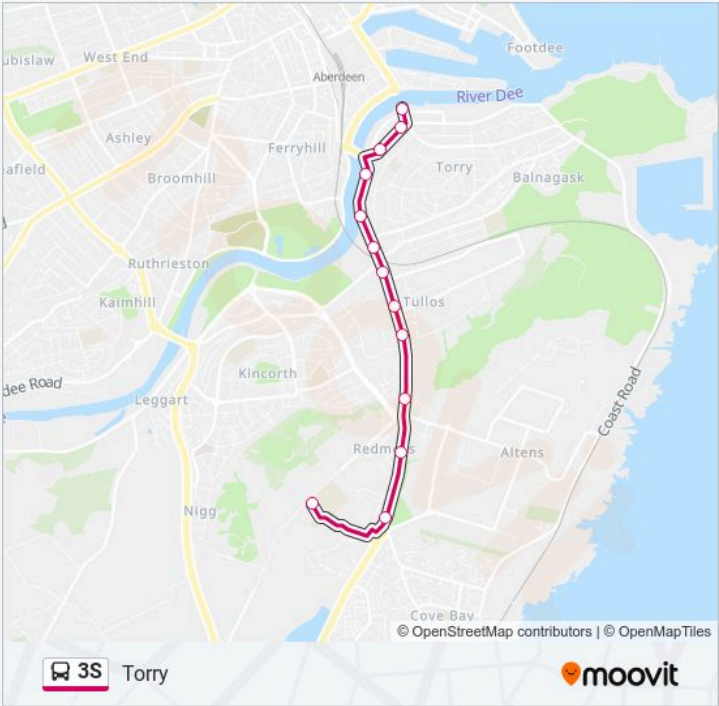 Footdee
ubislaw
West End
Aberdeen
River Dee
Ashley
Ferryhill
afield
Torry
Broomhill
Balnagask
Ruthrieston
Kaimhill
Tullos
Kincorth
dee Road
Leggart
Coast Road
Altens
Nigg
Cove Bay
© OpenStreetMap contributors | © OpenMapTiles
3S Torry
moovit